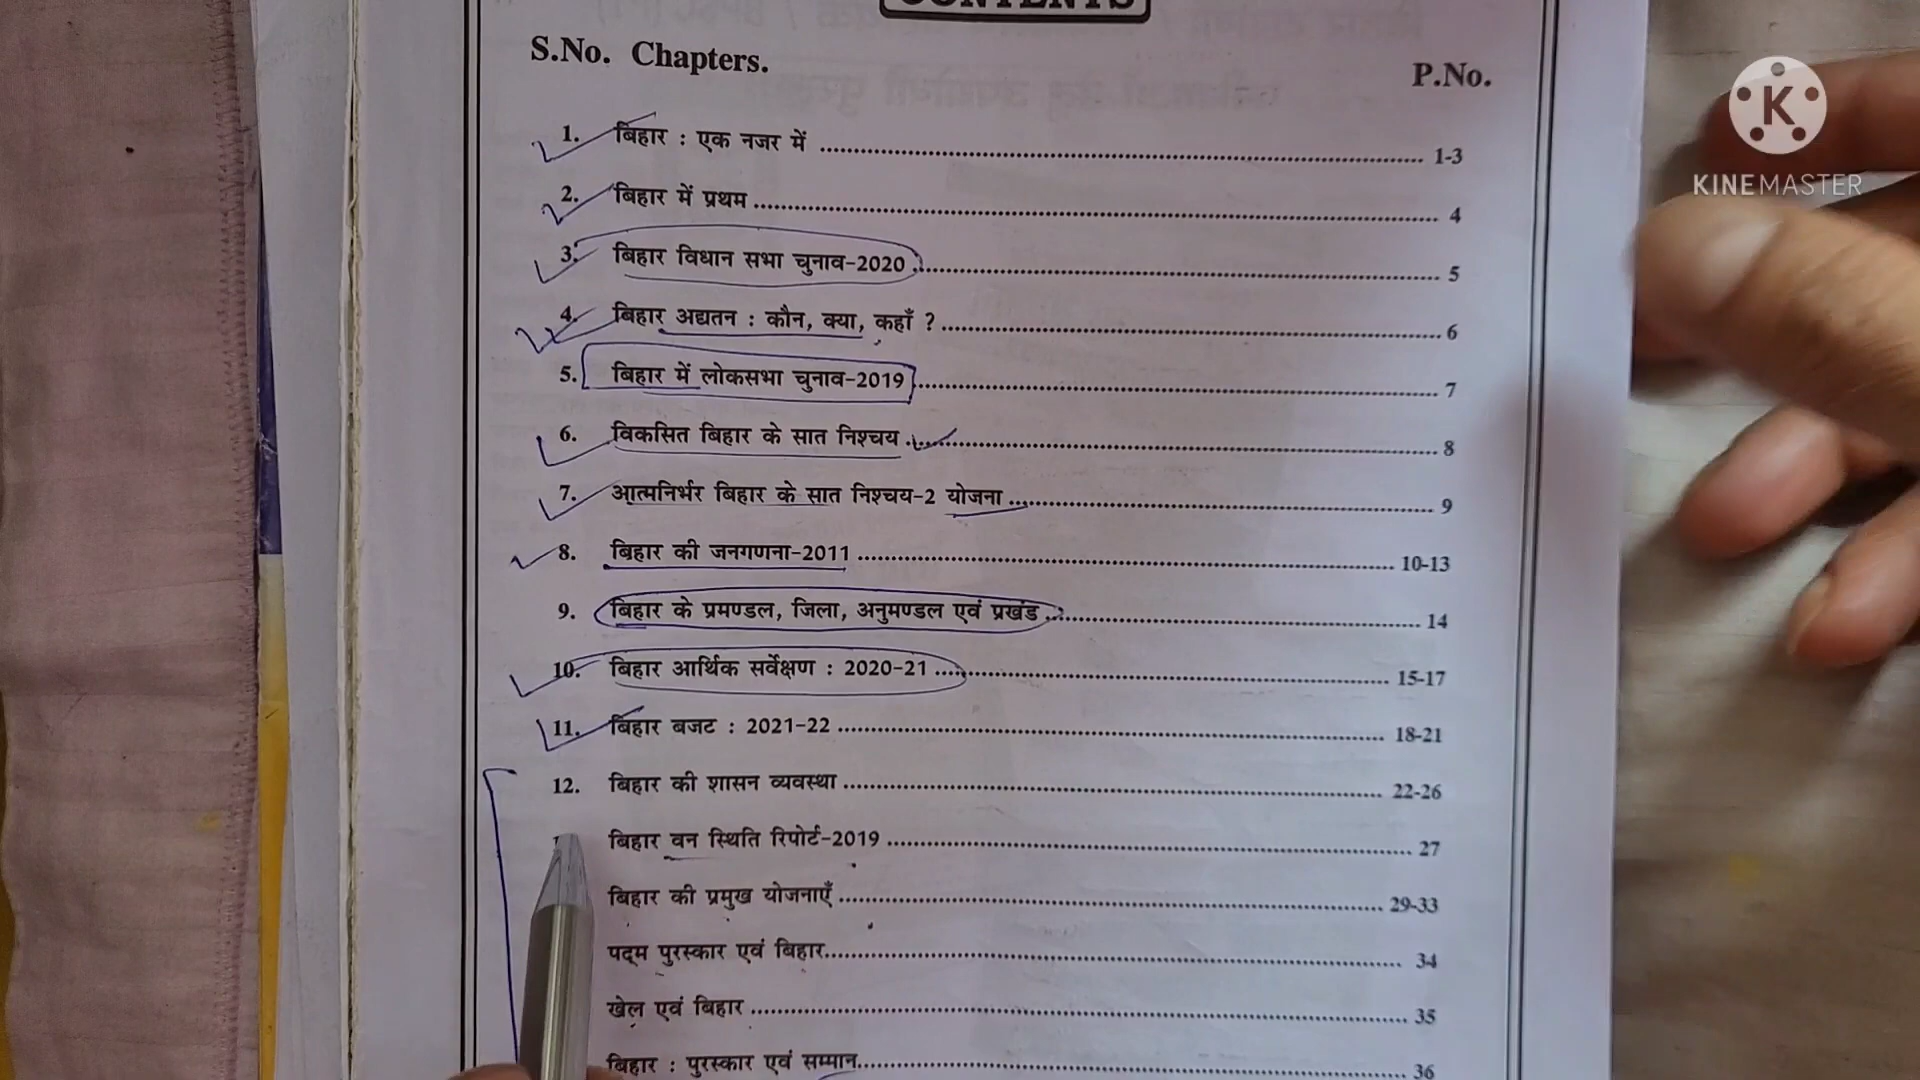 CONTENTS
S.No. Chapters. P.No.
KINEMASTER
1. बिहार : एक नजर में 1-3
2. बिहार में प्रथम 4
3. बिहार विधान सभा चुनाव-2020 5
4. बिहार अद्यतन : कौन, क्या, कहाँ ? 6
5. बिहार में लोकसभा चुनाव-2019 7
6. विकसित बिहार के सात निश्चय 8
7. आत्मनिर्भर बिहार के सात निश्चय-2 योजना 9
8. बिहार की जनगणना-2011 10-13
9. बिहार के प्रमण्डल, जिला, अनुमण्डल एवं प्रखंड 14
10. बिहार आर्थिक सर्वेक्षण : 2020-21 15-17
11. बिहार बजट : 2021-22 18-21
12. बिहार की शासन व्यवस्था 22-26
बिहार वन स्थिति रिपोर्ट-2019 27
बिहार की प्रमुख योजनाएँ 29-33
पद्म पुरस्कार एवं बिहार 34
खेल एवं बिहार 35
बिहार : पुरस्कार एवं सम्मान 36